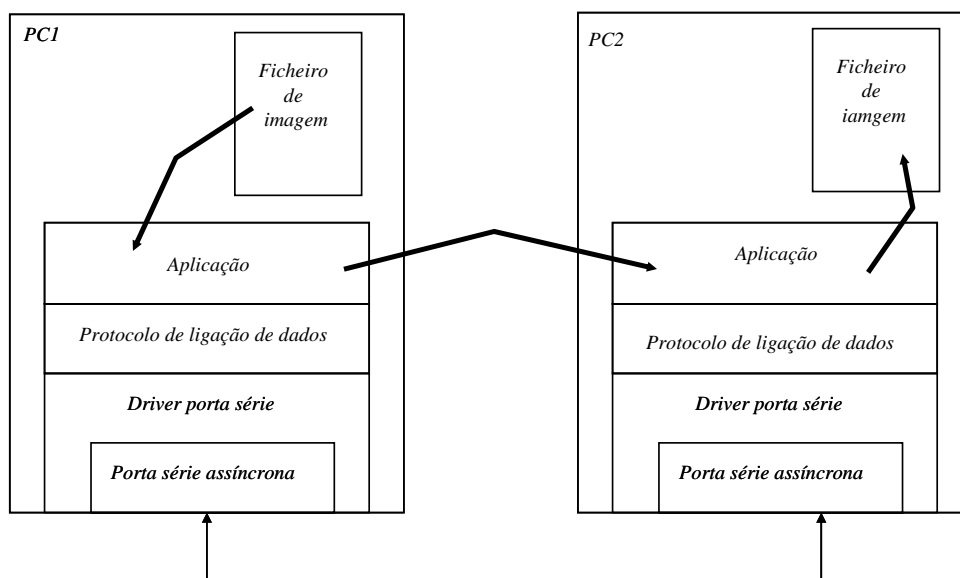 PC1
Ficheiro
de
imagem
Aplicação
Protocolo de ligação de dados
Driver porta série
Porta série assíncrona
PC2
Ficheiro
de
iamgem
Aplicação
Protocolo de ligação de dados
Driver porta série
Porta série assíncrona